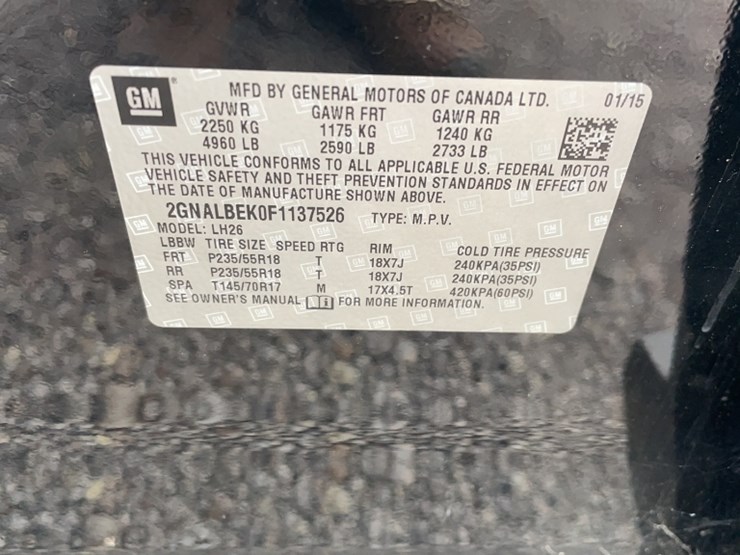 GM ® MFD BY GENERAL MOTORS OF CANADA LTD. 01/15
GVWR GAWR FRT GAWR RR
2250 KG 1175 KG 1240 KG
4960 LB 2590 LB 2733 LB
THIS VEHICLE CONFORMS TO ALL APPLICABLE U.S. FEDERAL MOTOR
VEHICLE SAFETY AND THEFT PREVENTION STANDARDS IN EFFECT ON
THE DATE OF MANUFACTURE SHOWN ABOVE.
2GNALBEK0F1137526 TYPE: M.P.V.
MODEL: LH26
LBBW TIRE SIZE SPEED RTG RIM COLD TIRE PRESSURE
FRT P235/55R18 T 18X7J 240KPA(35PSI)
RR P235/55R18 T 18X7J 240KPA(35PSI)
SPA T145/70R17 M 17X4.5T 420KPA(60PSI)
SEE OWNER'S MANUAL FOR MORE INFORMATION.